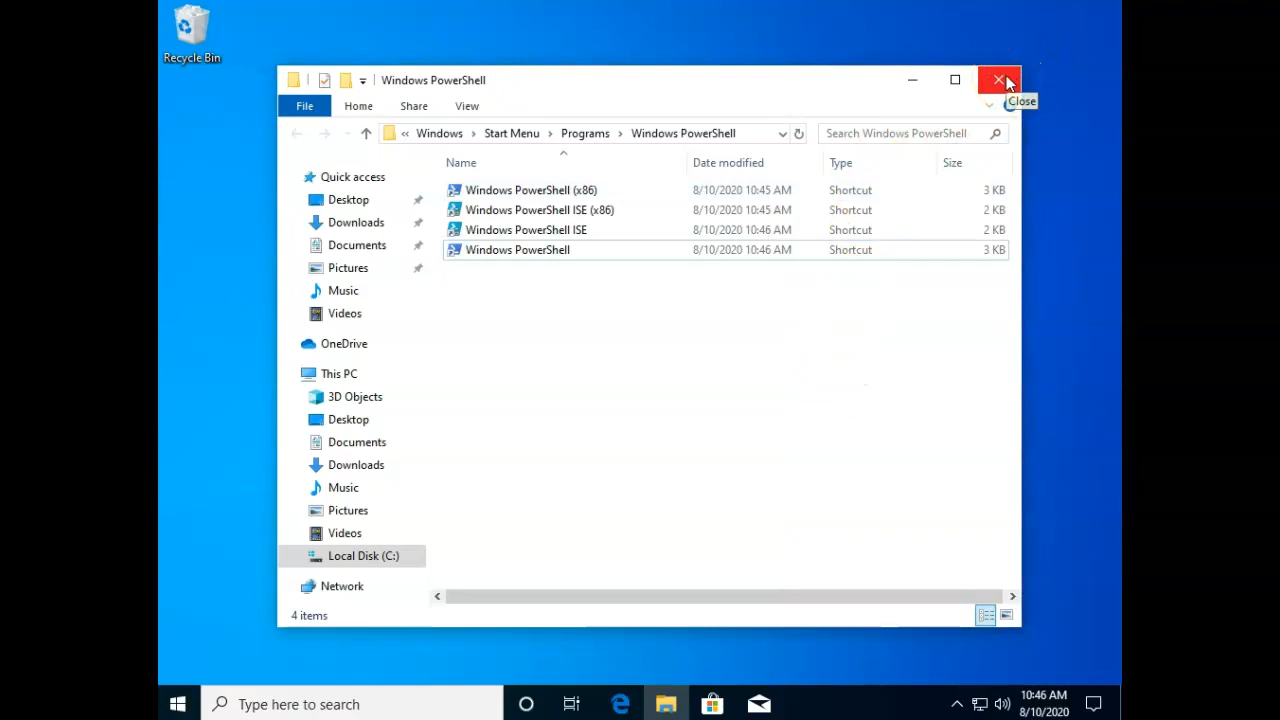 Recycle Bin
Windows PowerShell
File Home Share View
Close
« Windows Start Menu Programs Windows PowerShell
Search Windows PowerShell
Name Date modified Type Size
Windows PowerShell (x86) 8/10/2020 10:45 AM Shortcut 3 KB
Windows PowerShell ISE (x86) 8/10/2020 10:45 AM Shortcut 2 KB
Windows PowerShell ISE 8/10/2020 10:46 AM Shortcut 2 KB
Windows PowerShell 8/10/2020 10:46 AM Shortcut 3 KB
Quick access
Desktop
Downloads
Documents
Pictures
Music
Videos
OneDrive
This PC
3D Objects
Desktop
Documents
Downloads
Music
Pictures
Videos
Local Disk (C:)
Network
4 items
Type here to search
10:46 AM
8/10/2020